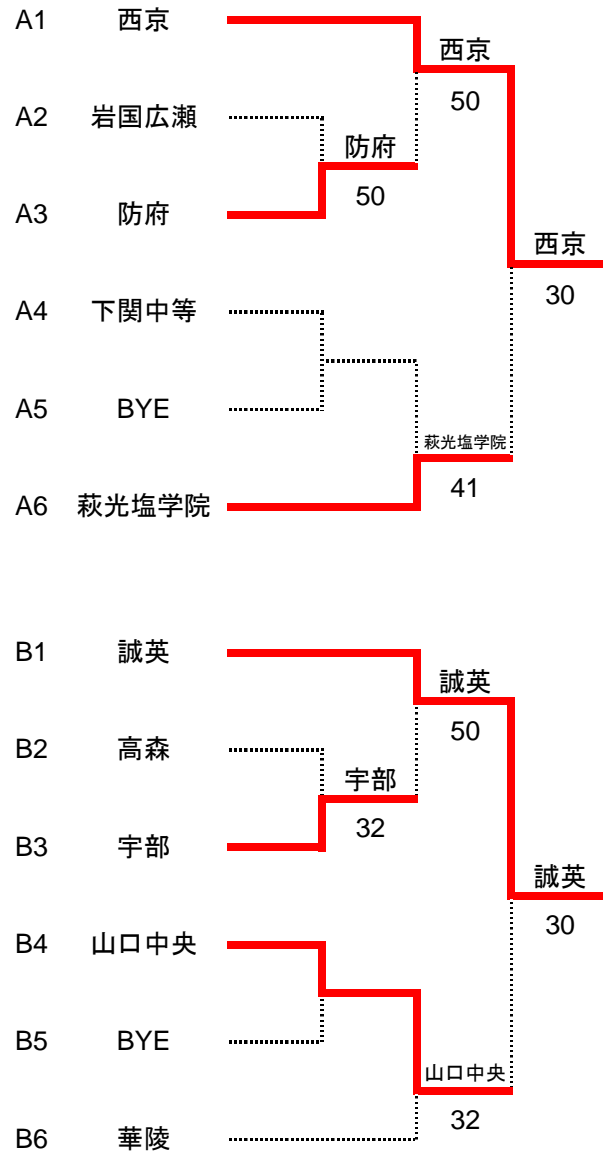 A1 西京
西京
50
A2 岩国広瀬
防府
50
A3 防府
西京
30
A4 下関中等
A5 BYE
萩光塩学院
41
A6 萩光塩学院
B1 誠英
誠英
50
B2 高森
宇部
32
B3 宇部
誠英
30
B4 山口中央
B5 BYE
山口中央
32
B6 華陵